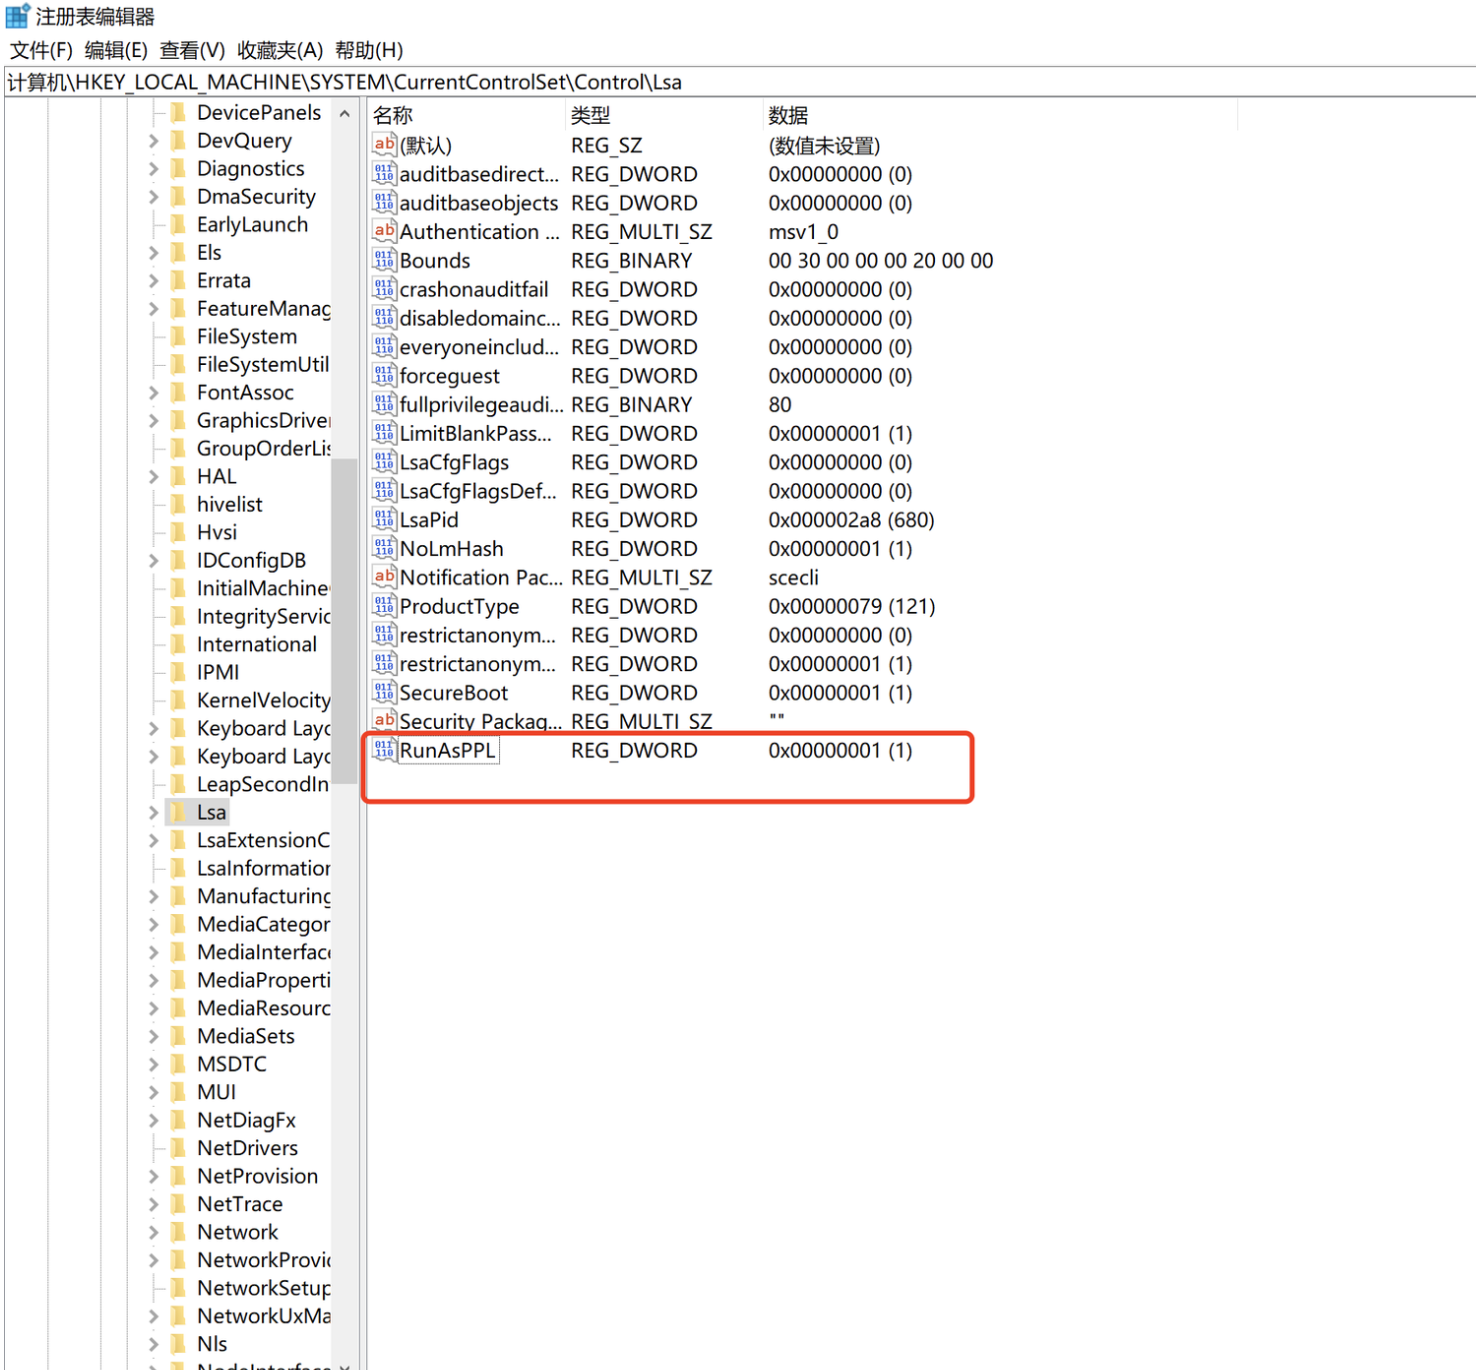 注册表编辑器
文件(F) 编辑(E) 查看(V) 收藏夹(A) 帮助(H)
计算机\HKEY_LOCAL_MACHINE\SYSTEM\CurrentControlSet\Control\Lsa
DevicePanels
DevQuery
Diagnostics
DmaSecurity
EarlyLaunch
Els
Errata
FeatureManag
FileSystem
FileSystemUtil
FontAssoc
GraphicsDriver
GroupOrderLis
HAL
hivelist
Hvsi
IDConfigDB
InitialMachine
IntegrityServic
International
IPMI
KernelVelocity
Keyboard Layo
Keyboard Layo
LeapSecondIn
Lsa
LsaExtensionC
LsaInformation
Manufacturing
MediaCategor
MediaInterface
MediaProperti
MediaResourc
MediaSets
MSDTC
MUI
NetDiagFx
NetDrivers
NetProvision
NetTrace
Network
NetworkProvid
NetworkSetup
NetworkUxMa
Nls
NodeInterface
名称 类型 数据
(默认) REG_SZ (数值未设置)
auditbasedirect... REG_DWORD 0x00000000 (0)
auditbaseobjects REG_DWORD 0x00000000 (0)
Authentication ... REG_MULTI_SZ msv1_0
Bounds REG_BINARY 00 30 00 00 00 20 00 00
crashonauditfail REG_DWORD 0x00000000 (0)
disabledomainc... REG_DWORD 0x00000000 (0)
everyoneinclud... REG_DWORD 0x00000000 (0)
forceguest REG_DWORD 0x00000000 (0)
fullprivilegeaudi... REG_BINARY 80
LimitBlankPass... REG_DWORD 0x00000001 (1)
LsaCfgFlags REG_DWORD 0x00000000 (0)
LsaCfgFlagsDef... REG_DWORD 0x00000000 (0)
LsaPid REG_DWORD 0x000002a8 (680)
NoLmHash REG_DWORD 0x00000001 (1)
Notification Pac... REG_MULTI_SZ scecli
ProductType REG_DWORD 0x00000079 (121)
restrictanonym... REG_DWORD 0x00000000 (0)
restrictanonym... REG_DWORD 0x00000001 (1)
SecureBoot REG_DWORD 0x00000001 (1)
Security Packag... REG_MULTI_SZ ""
RunAsPPL REG_DWORD 0x00000001 (1)